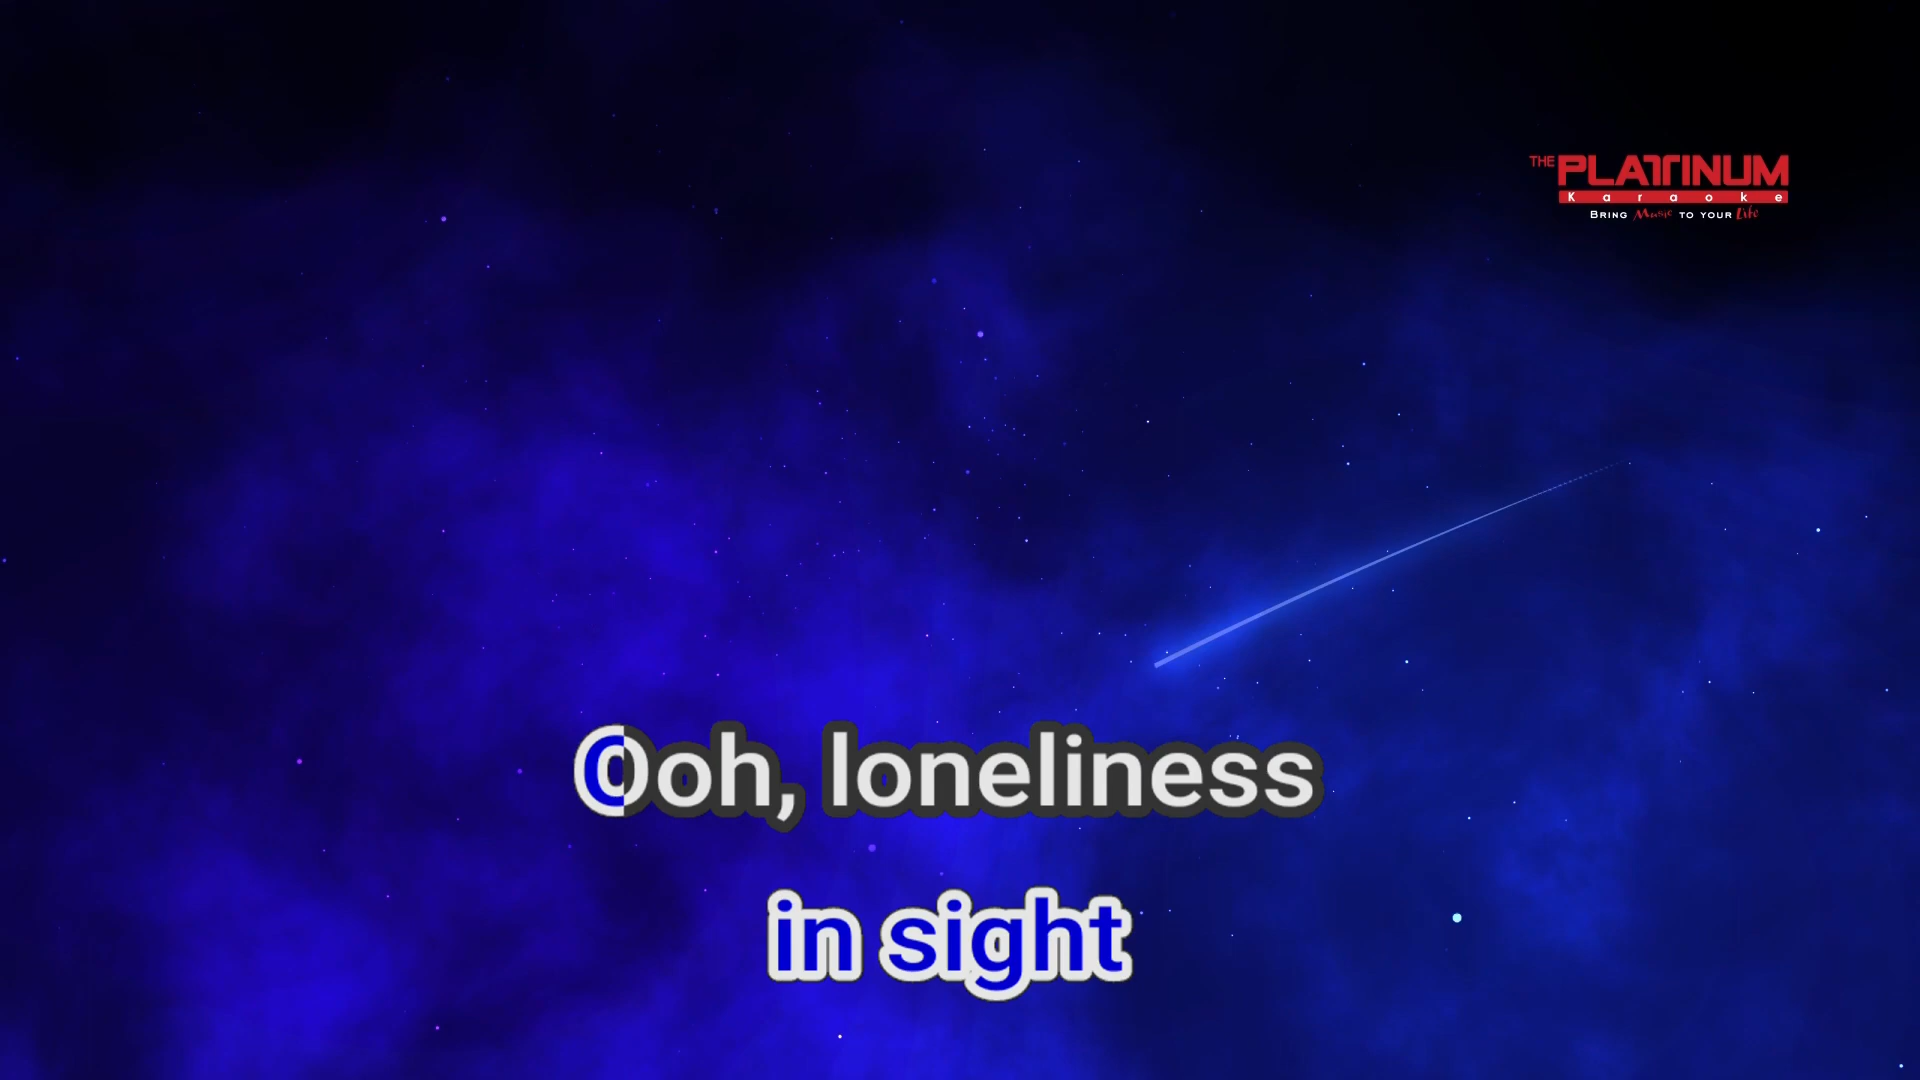 THE PLATINUM
Karaoke
BRING Music TO YOUR Life
Ooh, loneliness
in sight